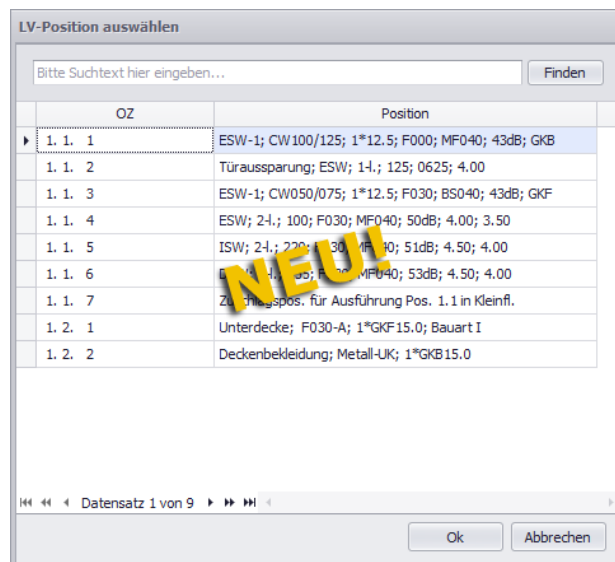 LV-Position auswählen
Bitte Suchtext hier eingeben... Finden
OZ Position
1. 1. 1 ESW-1; CW100/125; 1*12.5; F000; MF040; 43dB; GKB
1. 1. 2 Türaussparung; ESW; 1-l.; 125; 0625; 4.00
1. 1. 3 ESW-1; CW050/075; 1*12.5; F030; BS040; 43dB; GKF
1. 1. 4 ESW; 2-l.; 100; F030; MF040; 50dB; 4.00; 3.50
1. 1. 5 ISW; 2-l.; 51dB; 4.50; 4.00
1. 1. 6 53dB; 4.50; 4.00
1. 1. 7 für Ausführung Pos. 1.1 in Kleinfl.
1. 2. 1 Unterdecke; F030-A; 1*GKF15.0; Bauart I
1. 2. 2 Deckenbekleidung; Metall-UK; 1*GKB15.0
NEU!
Datensatz 1 von 9
Ok Abbrechen